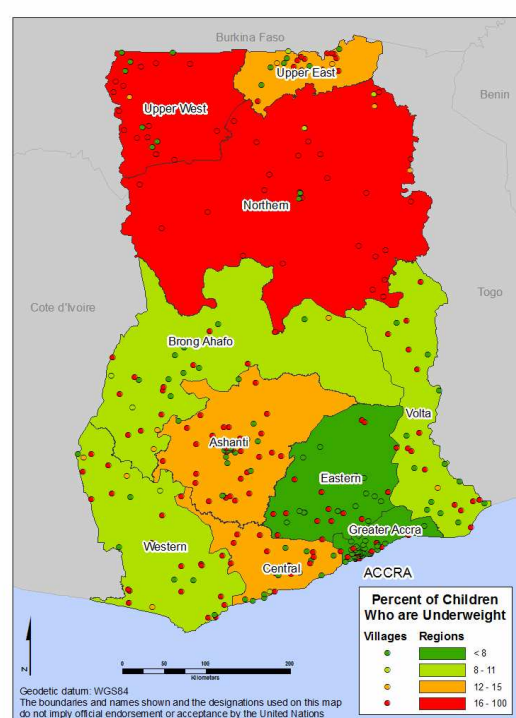 Burkina Faso
Upper East
Benin
Upper West
Northern
Cote d'Ivoire
Togo
Brong Ahafo
Volta
Ashanti
Eastern
Greater Accra
Western
Central
ACCRA
Percent of Children
Who are Underweight
Villages Regions
< 8
8 - 11
12 - 15
16 - 100
N
0 25 50 100 200
Kilometers
Geodetic datum: WGS84
The boundaries and names shown and the designations used on this map
do not imply official endorsement or acceptance by the United Nations